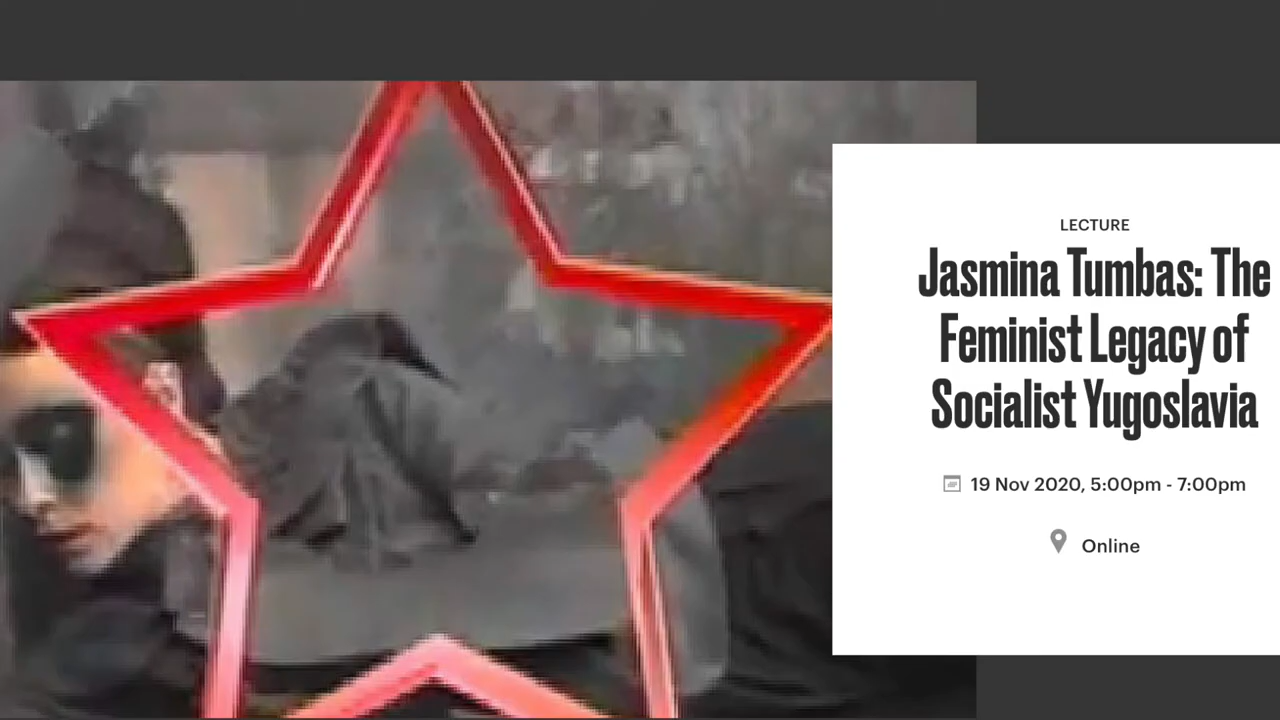 LECTURE
Jasmina Tumbas: The
Feminist Legacy of
Socialist Yugoslavia
19 Nov 2020, 5:00pm - 7:00pm
Online